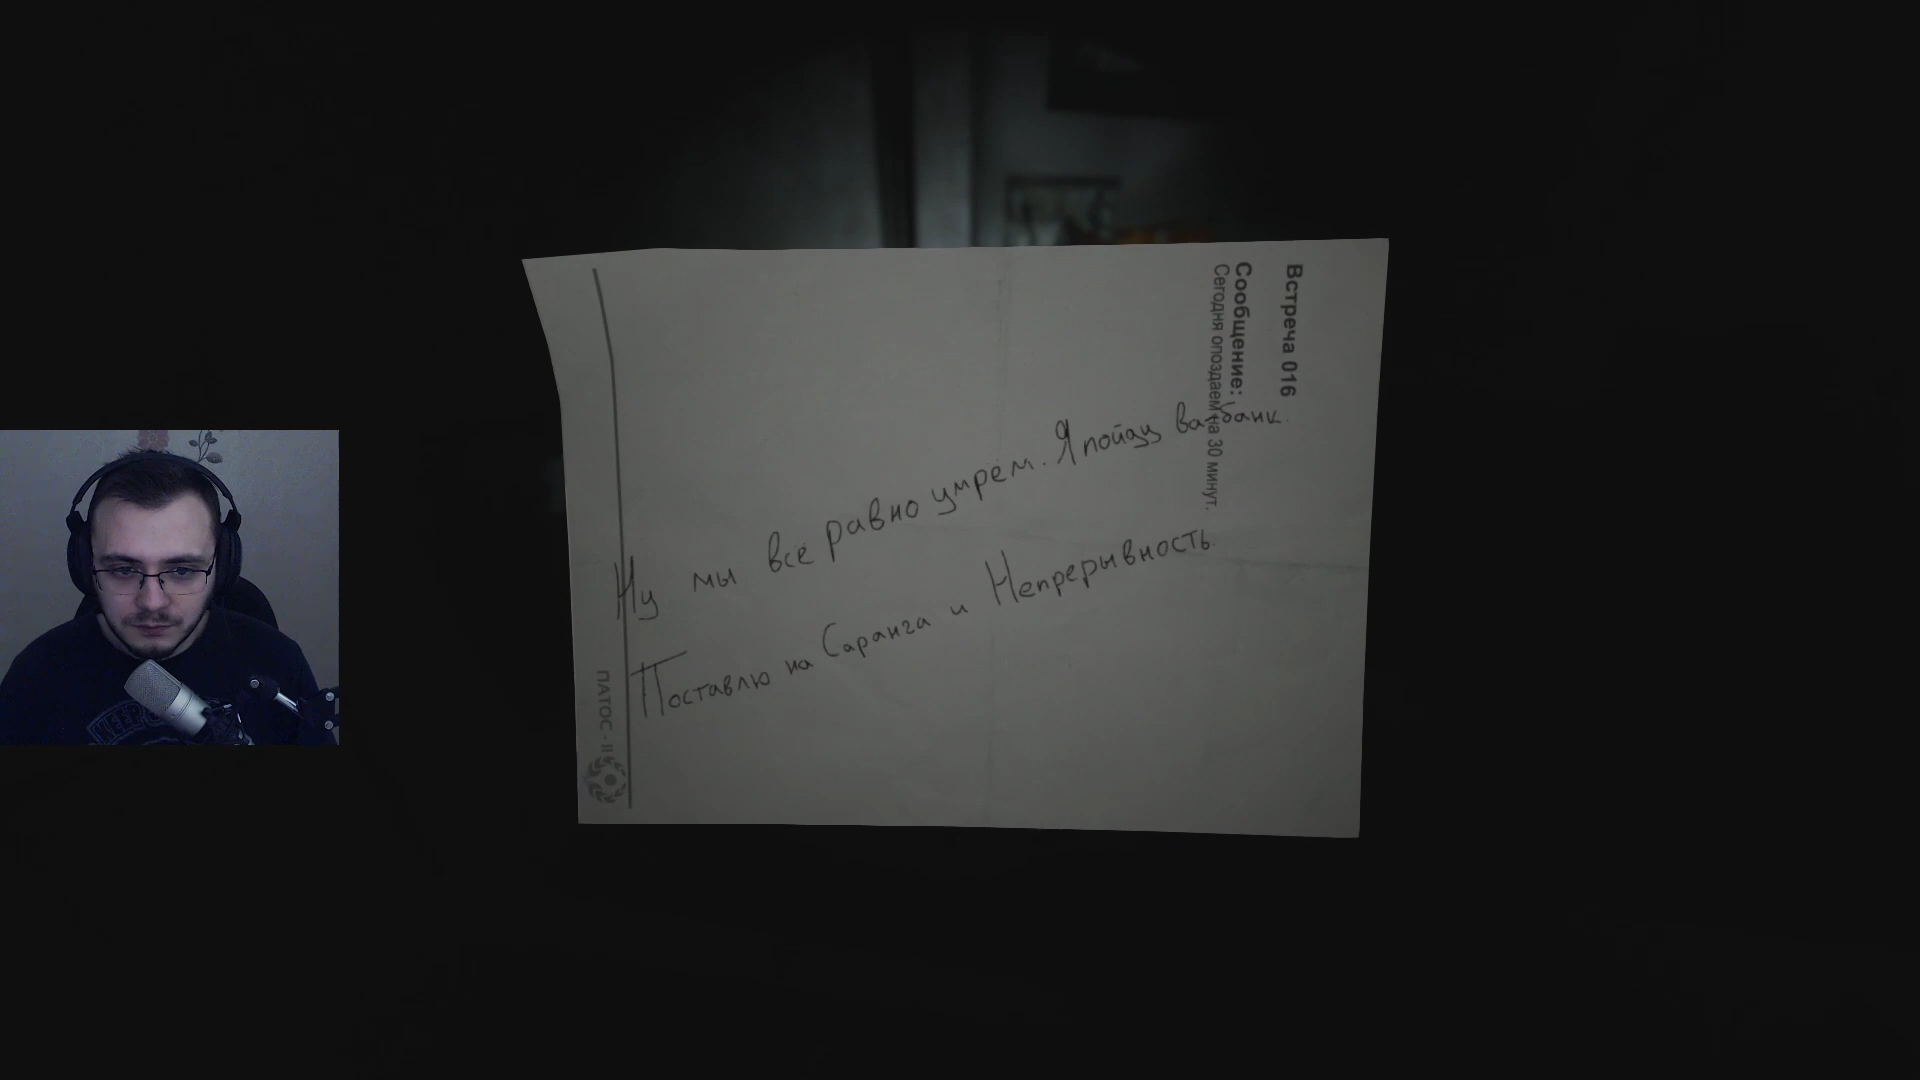 Встреча 016
Сообщение:
Сегодня опоздаем на 30 минут.
Ну мы все равно умрём. Я пойду ва-банк.
Поставлю на Саранга и Непрерывность.
ПАТОС - II